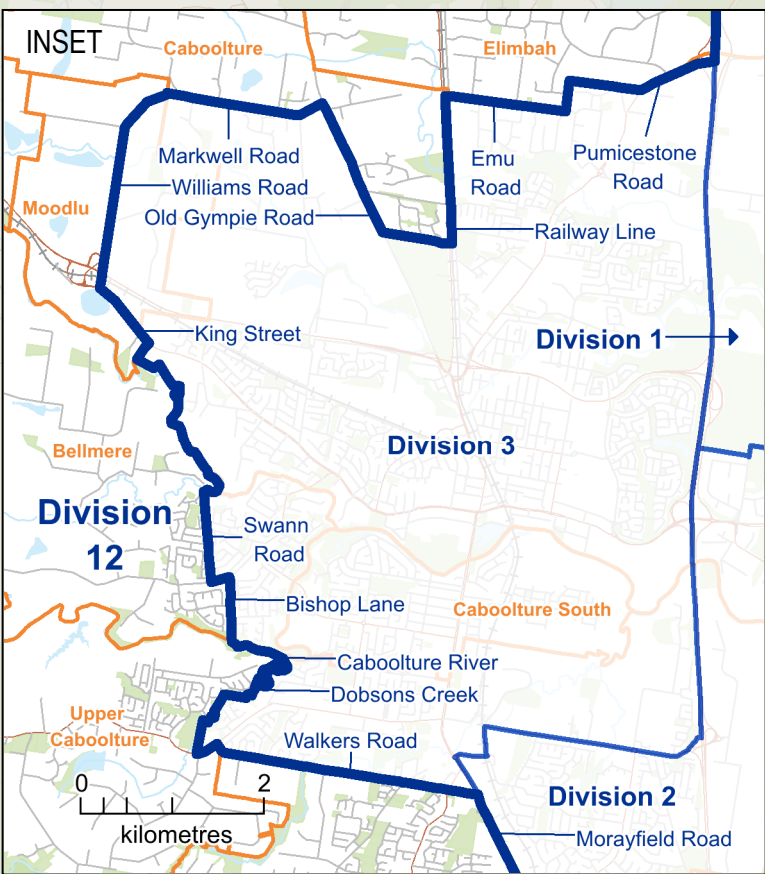 INSET
Caboolture
Elimbah
Markwell Road
Williams Road
Old Gympie Road
Emu
Road
Pumicestone
Road
Moodlu
Railway Line
King Street
Division 1
Division 3
Bellmere
Division
12
Swann
Road
Bishop Lane
Caboolture South
Caboolture River
Dobsons Creek
Upper
Caboolture
Walkers Road
0 2
kilometres
Division 2
Morayfield Road